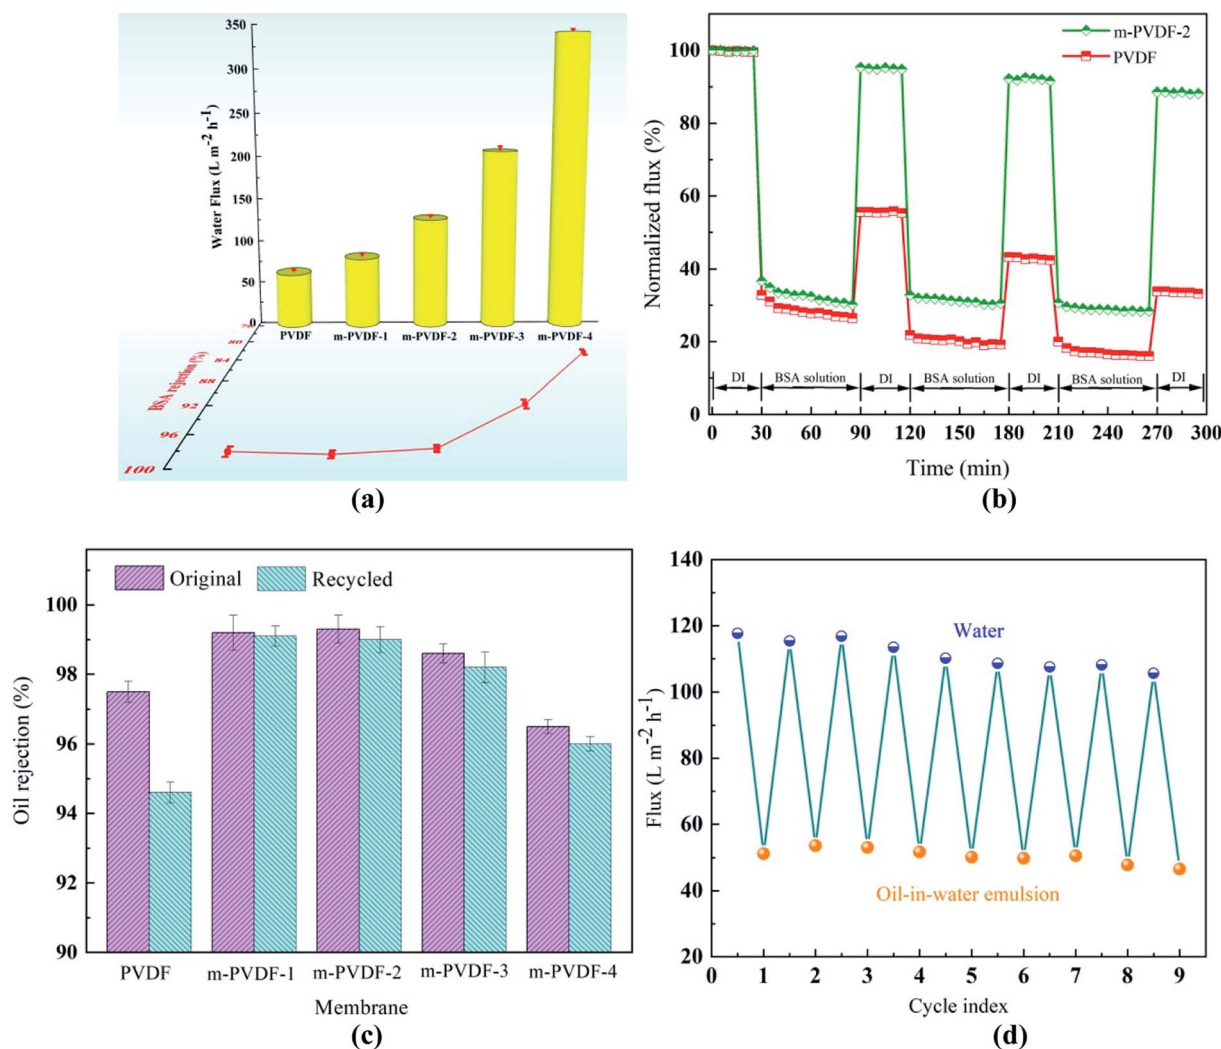 350
300
250
200
150
100
50
0
Water Flux (L m⁻² h⁻¹)
PVDF
m-PVDF-1
m-PVDF-2
m-PVDF-3
m-PVDF-4
80
84
88
92
96
100
BSA rejection (%)
(a)
m-PVDF-2
PVDF
100
80
60
40
20
0
Normalized flux (%)
DI
BSA solution
DI
BSA solution
DI
BSA solution
DI
0 30 60 90 120 150 180 210 240 270 300
Time (min)
(b)
Original
Recycled
100
98
96
94
92
90
Oil rejection (%)
PVDF m-PVDF-1 m-PVDF-2 m-PVDF-3 m-PVDF-4
Membrane
(c)
140
120
100
80
60
40
20
Flux (L m⁻² h⁻¹)
Water
Oil-in-water emulsion
0 1 2 3 4 5 6 7 8 9
Cycle index
(d)